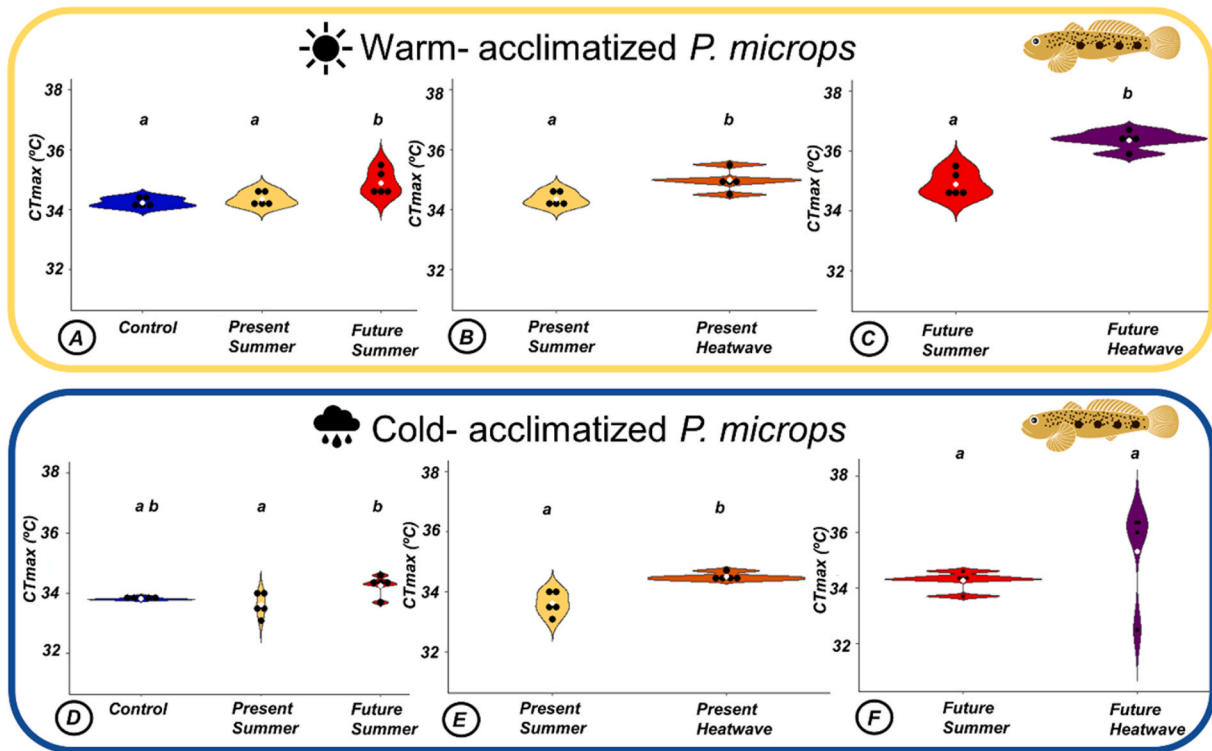 Warm- acclimatized P. microps
38
36
34
32
CTmax (ºC)
a
a
b
A
Control
Present
Summer
Future
Summer
38
36
34
32
CTmax (ºC)
a
b
B
Present
Summer
Present
Heatwave
38
36
34
32
CTmax (ºC)
a
b
C
Future
Summer
Future
Heatwave
Cold- acclimatized P. microps
38
36
34
32
CTmax (ºC)
a b
a
b
D
Control
Present
Summer
Future
Summer
38
36
34
32
CTmax (ºC)
a
b
E
Present
Summer
Present
Heatwave
38
36
34
32
CTmax (ºC)
a
a
F
Future
Summer
Future
Heatwave